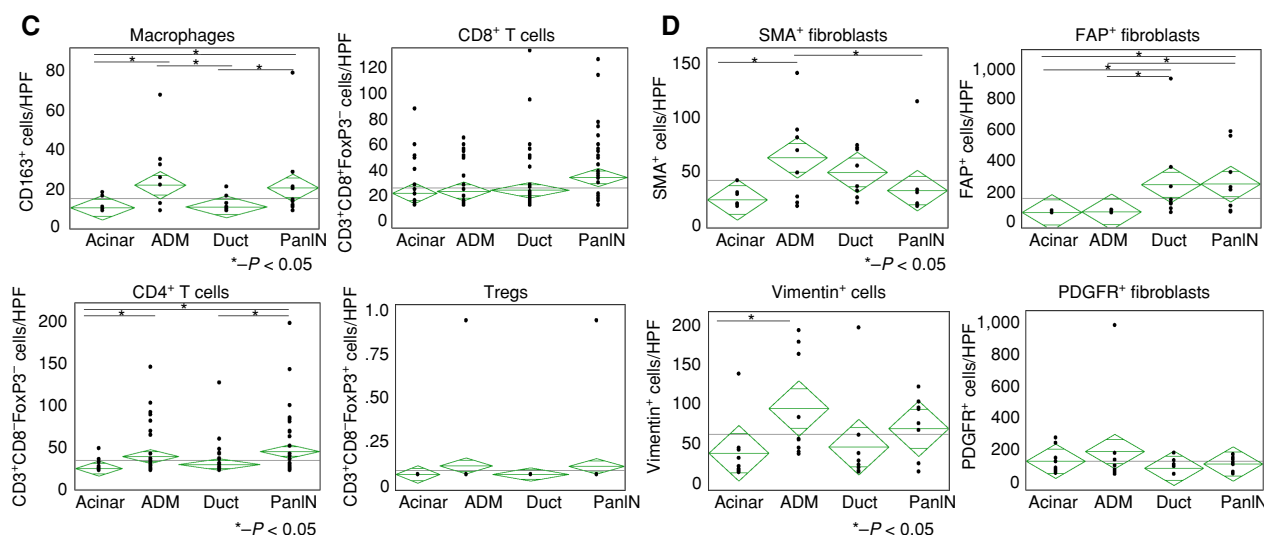 C
Macrophages
CD163⁺ cells/HPF
80
60
40
20
0
* * * *
Acinar ADM Duct PanIN
*–P < 0.05
CD8⁺ T cells
CD3⁺CD8⁺FoxP3⁻ cells/HPF
120
100
80
60
40
20
0
Acinar ADM Duct PanIN
CD4⁺ T cells
CD3⁺CD8⁻FoxP3⁻ cells/HPF
200
150
100
50
0
* * *
Acinar ADM Duct PanIN
*–P < 0.05
Tregs
CD3⁺CD8⁻FoxP3⁺ cells/HPF
1.0
.75
.5
.25
0
Acinar ADM Duct PanIN
D
SMA⁺ fibroblasts
SMA⁺ cells/HPF
150
100
50
0
* *
Acinar ADM Duct PanIN
*–P < 0.05
FAP⁺ fibroblasts
FAP⁺ cells/HPF
1,000
800
600
400
200
0
* * * *
Acinar ADM Duct PanIN
Vimentin⁺ cells
Vimentin⁺ cells/HPF
200
150
100
50
0
*
Acinar ADM Duct PanIN
*–P < 0.05
PDGFR⁺ fibroblasts
PDGFR⁺ cells/HPF
1,000
800
600
400
200
0
Acinar ADM Duct PanIN